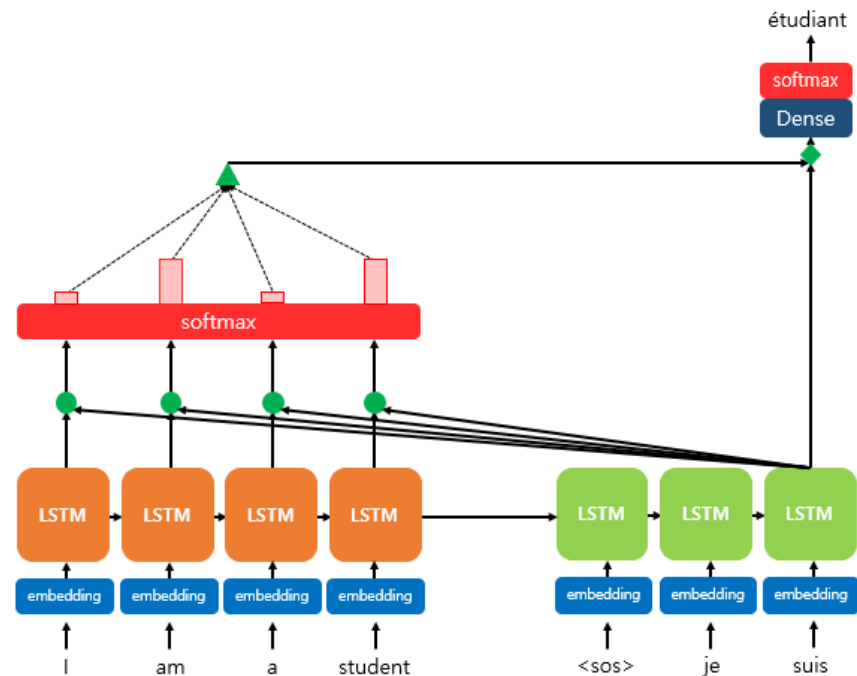 étudiant
softmax
Dense
softmax
LSTM LSTM LSTM LSTM LSTM LSTM LSTM
embedding embedding embedding embedding embedding embedding embedding
I am a student <sos> je suis